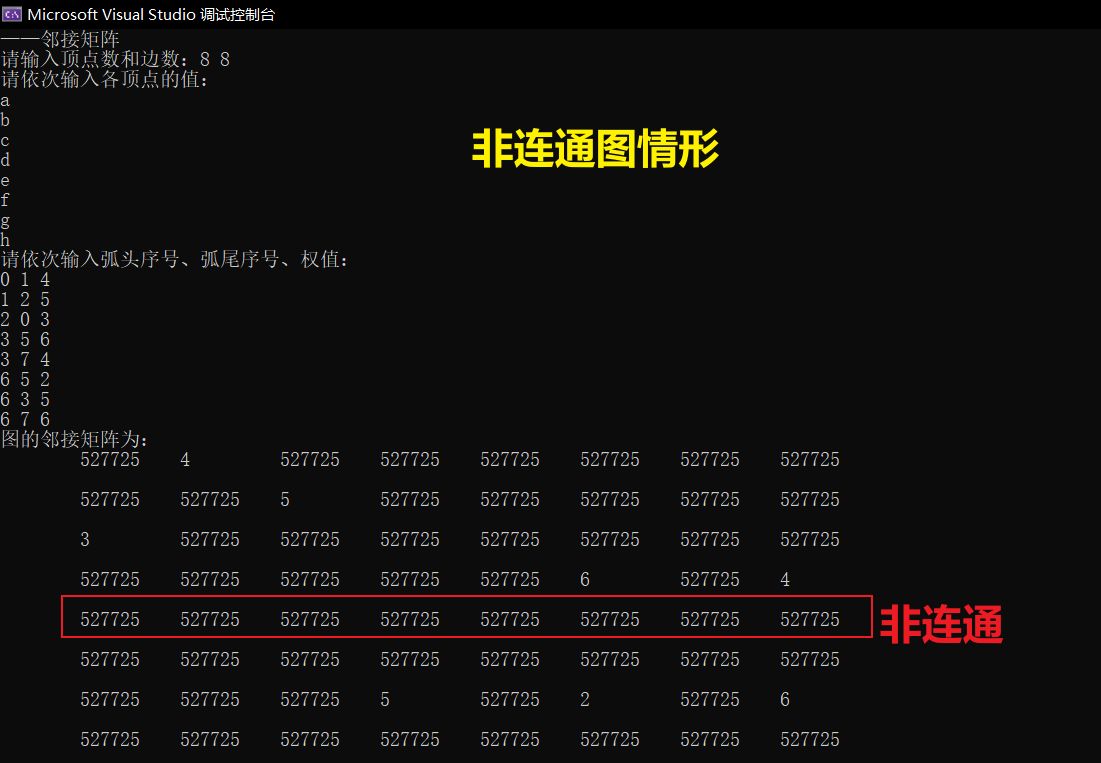 Microsoft Visual Studio 调试控制台
——邻接矩阵
请输入顶点数和边数：8 8
请依次输入各顶点的值：
a
b
c
d
e
f
g
h
非连通图情形
请依次输入弧头序号、弧尾序号、权值：
0 1 4
1 2 5
2 0 3
3 5 6
3 7 4
6 5 2
6 3 5
6 7 6
图的邻接矩阵为：
527725 4 527725 527725 527725 527725 527725 527725
527725 527725 5 527725 527725 527725 527725 527725
3 527725 527725 527725 527725 527725 527725 527725
527725 527725 527725 527725 527725 6 527725 4
527725 527725 527725 527725 527725 527725 527725 527725 非连通
527725 527725 527725 527725 527725 527725 527725 527725
527725 527725 527725 5 527725 2 527725 6
527725 527725 527725 527725 527725 527725 527725 527725